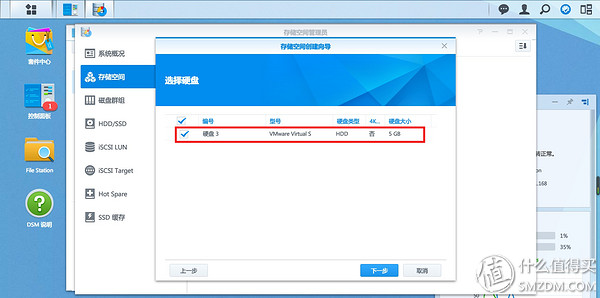 存储空间管理员
存储空间创建向导
选择硬盘
编号 型号 硬盘类型 4K... 硬盘大小
硬盘 3 VMware Virtual S HDD 否 5 GB
上一步 下一步 取消
系统概况
存储空间
磁盘群组
HDD/SSD
iSCSI LUN
iSCSI Target
Hot Spare
SSD 缓存
套件中心
控制面板
1
File Station
DSM 说明
转正常。
.168
1%
35%
值 什么值得买
SMZDM.COM